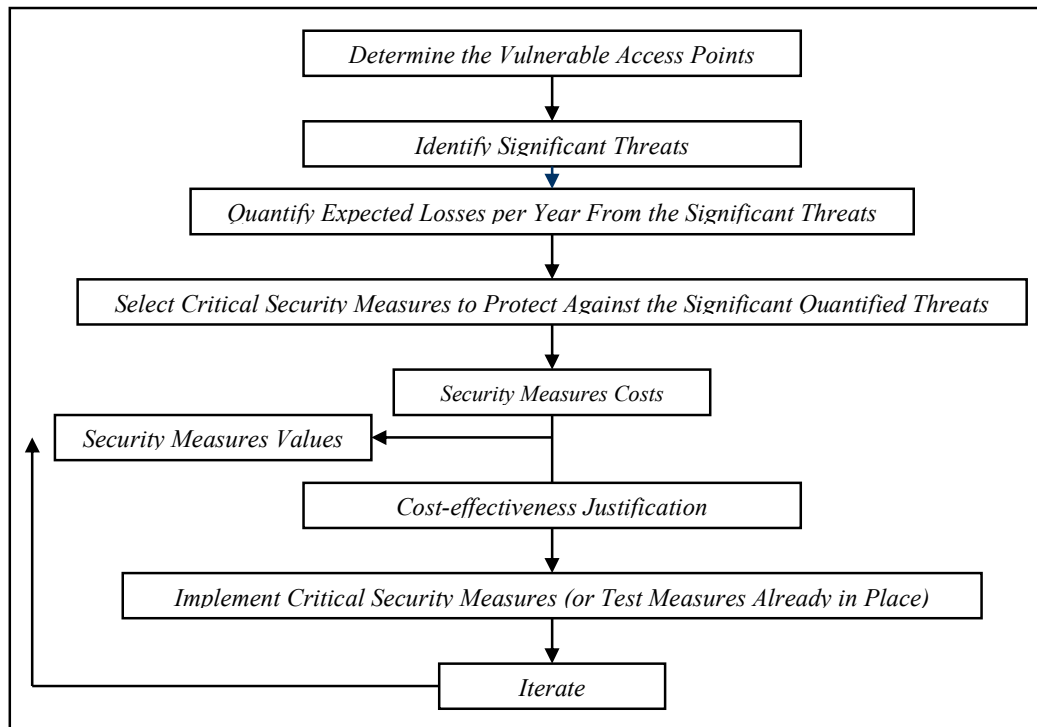 Determine the Vulnerable Access Points
Identify Significant Threats
Quantify Expected Losses per Year From the Significant Threats
Select Critical Security Measures to Protect Against the Significant Quantified Threats
Security Measures Costs
Security Measures Values
Cost-effectiveness Justification
Implement Critical Security Measures (or Test Measures Already in Place)
Iterate